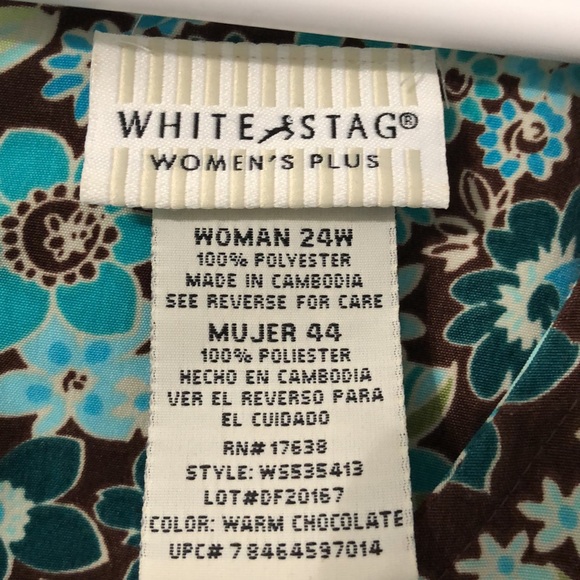 WHITE STAG®
WOMEN'S PLUS
WOMAN 24W
100% POLYESTER
MADE IN CAMBODIA
SEE REVERSE FOR CARE
MUJER 44
100% POLIESTER
HECHO EN CAMBODIA
VER EL REVERSO PARA
EL CUIDADO
RN# 17638
STYLE: WS535413
LOT#DF20167
COLOR: WARM CHOCOLATE
UPC# 78464597014